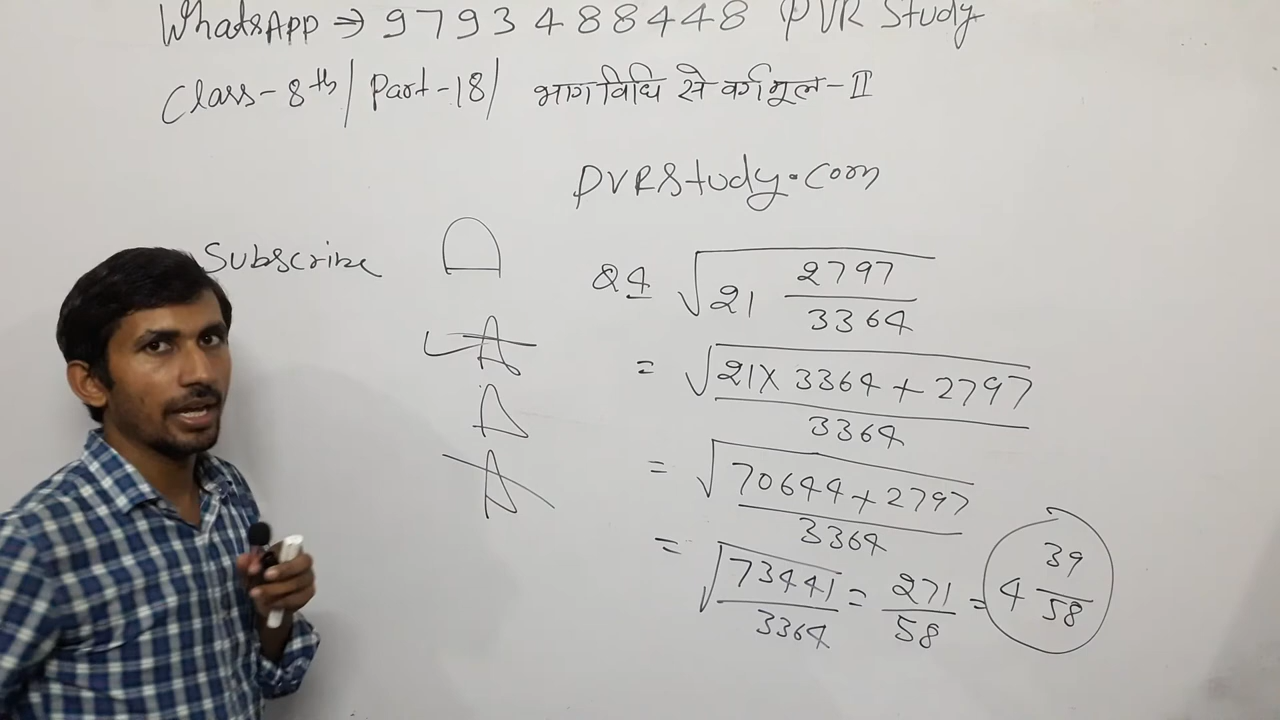 WhatsApp ⇒ 9793488448 PVR Study
Class-8th/ Part-18/ भाग विधि से वर्गमूल-II
PVRStudy.com
Subscribe
Q4 √(21 2797/3364)
= √((21X 3364 + 2797)/3364)
= √((70644 + 2797)/3364)
= √(73441/3364) = 271/58 = 4 39/58